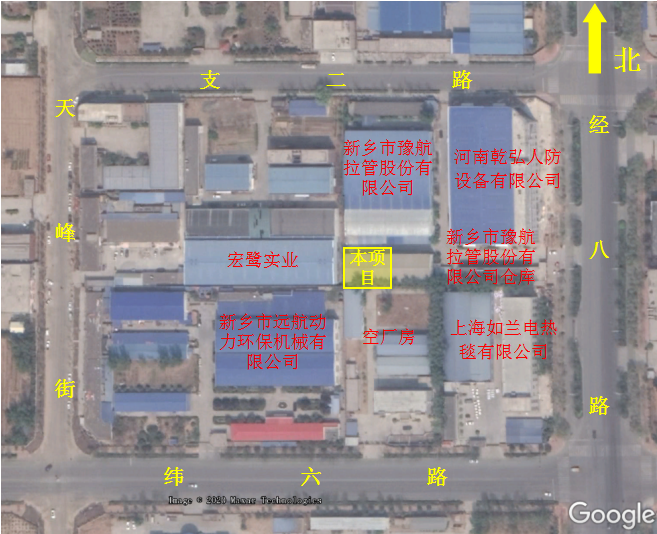 北
支二路
天峰街
经八路
新乡市豫航
拉管股份有
限公司
河南乾弘人防
设备有限公司
新乡市豫航
拉管股份有
限公司仓库
宏鹭实业
本项
目
新乡市远航动
力环保机械有
限公司
空厂房
上海如兰电热
毯有限公司
纬六路
Image © 2020 Maxar Technologies
Google